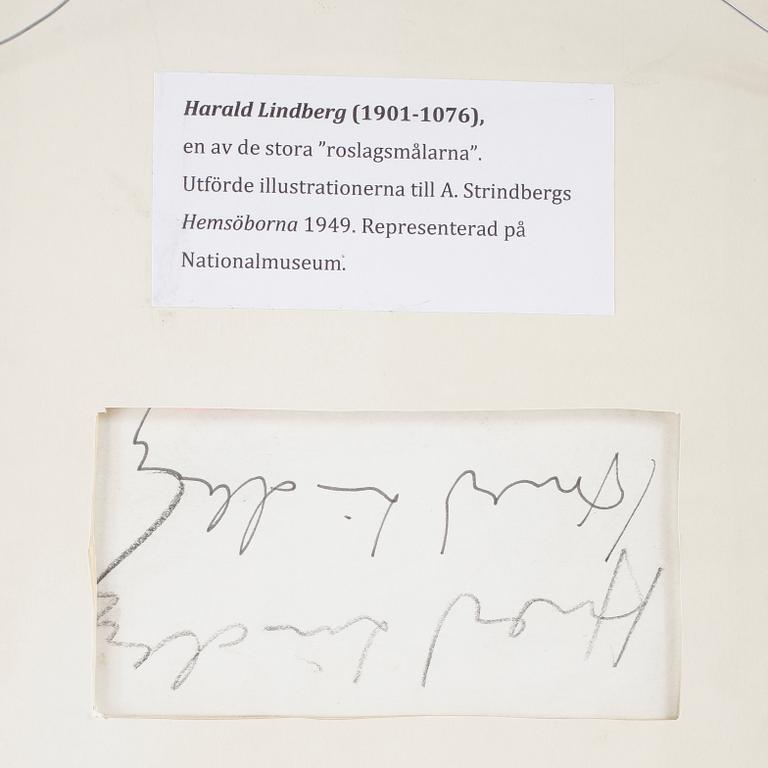 Harald Lindberg (1901-1076),
en av de stora ”roslagsmålarna”.
Utförde illustrationerna till A. Strindbergs
Hemsöborna 1949. Representerad på
Nationalmuseum.